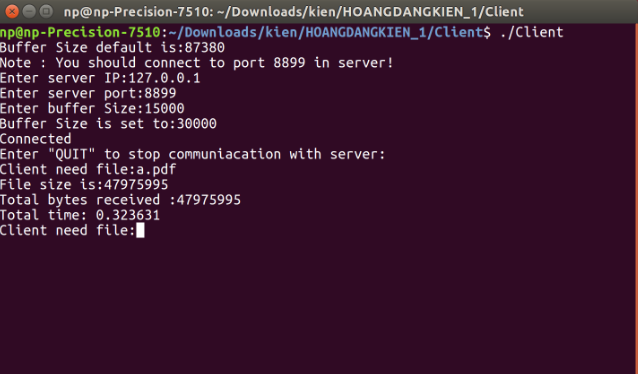 np@np-Precision-7510: ~/Downloads/kien/HOANGDANGKIEN_1/Client
np@np-Precision-7510:~/Downloads/kien/HOANGDANGKIEN_1/Client$ ./Client
Buffer Size default is:87380
Note : You should connect to port 8899 in server!
Enter server IP:127.0.0.1
Enter server port:8899
Enter buffer Size:15000
Buffer Size is set to:30000
Connected
Enter "QUIT" to stop communiacation with server:
Client need file:a.pdf
File size is:47975995
Total bytes received :47975995
Total time: 0.323631
Client need file: